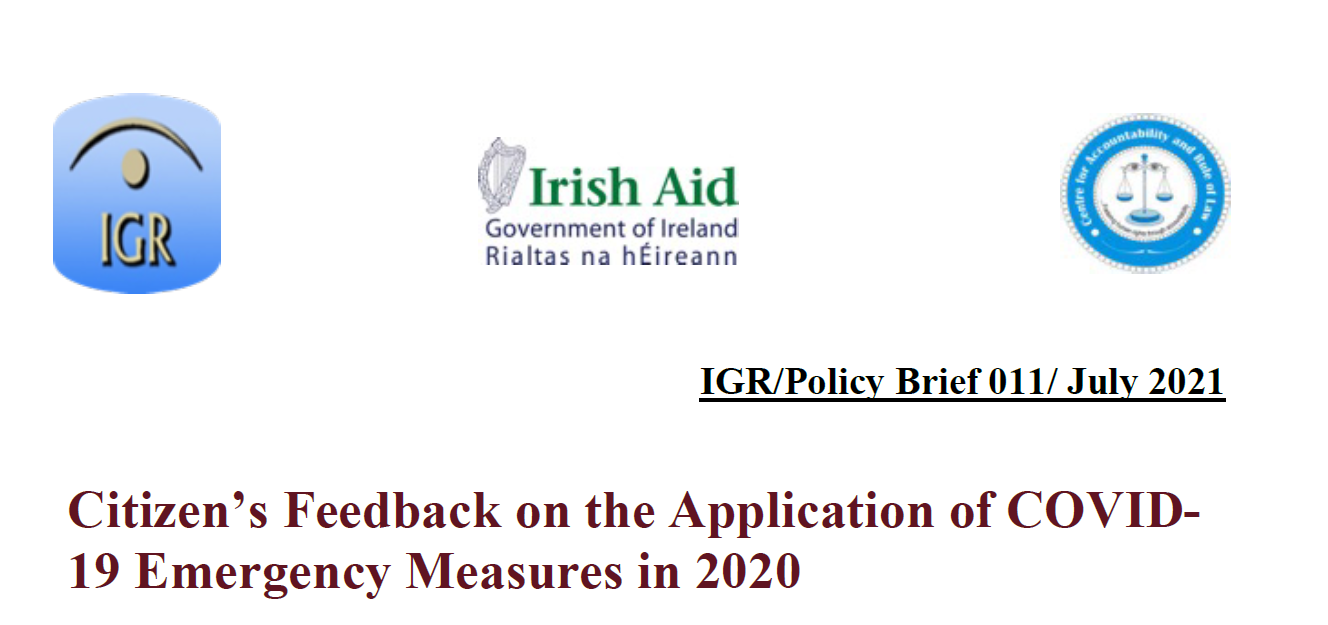 IGR
Irish Aid
Government of Ireland
Rialtas na hÉireann
Centre for Accountability and Rule of Law
IGR/Policy Brief 011/ July 2021
Citizen’s Feedback on the Application of COVID-
19 Emergency Measures in 2020